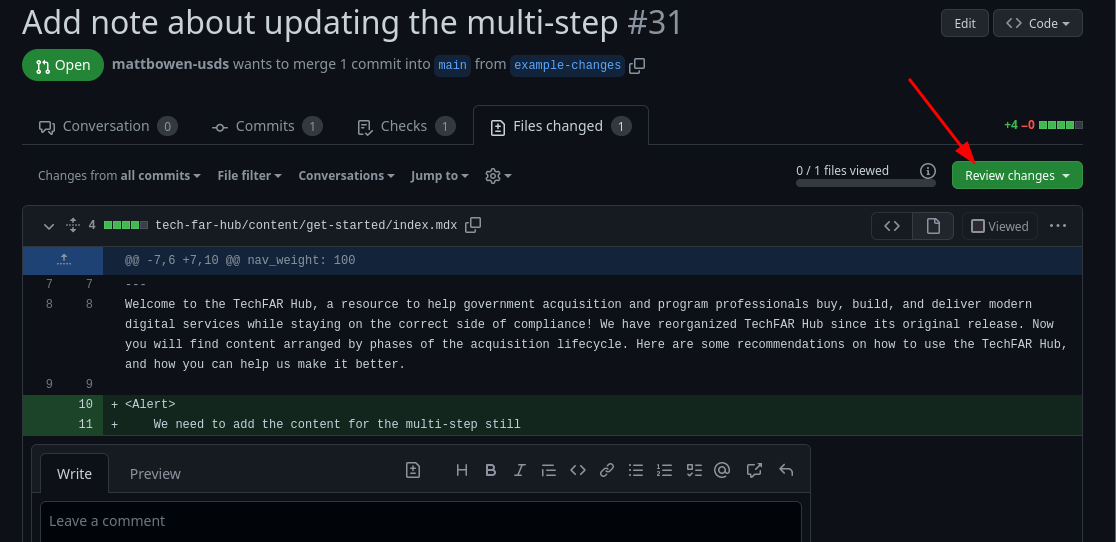 Add note about updating the multi-step #31
Edit
<> Code
Open
mattbowen-usds wants to merge 1 commit into main from example-changes
Conversation 0
Commits 1
Checks 1
Files changed 1
+4 −0
Changes from all commits
File filter
Conversations
Jump to
0 / 1 files viewed
Review changes
4
tech-far-hub/content/get-started/index.mdx
Viewed
@@ -7,6 +7,10 @@ nav_weight: 100
7 7 ---
8 8 Welcome to the TechFAR Hub, a resource to help government acquisition and program professionals buy, build, and deliver modern
digital services while staying on the correct side of compliance! We have reorganized TechFAR Hub since its original release. Now
you will find content arranged by phases of the acquisition lifecycle. Here are some recommendations on how to use the TechFAR Hub,
and how you can help us make it better.
9 9
10 + <Alert>
11 + We need to add the content for the multi-step still
Write
Preview
Leave a comment